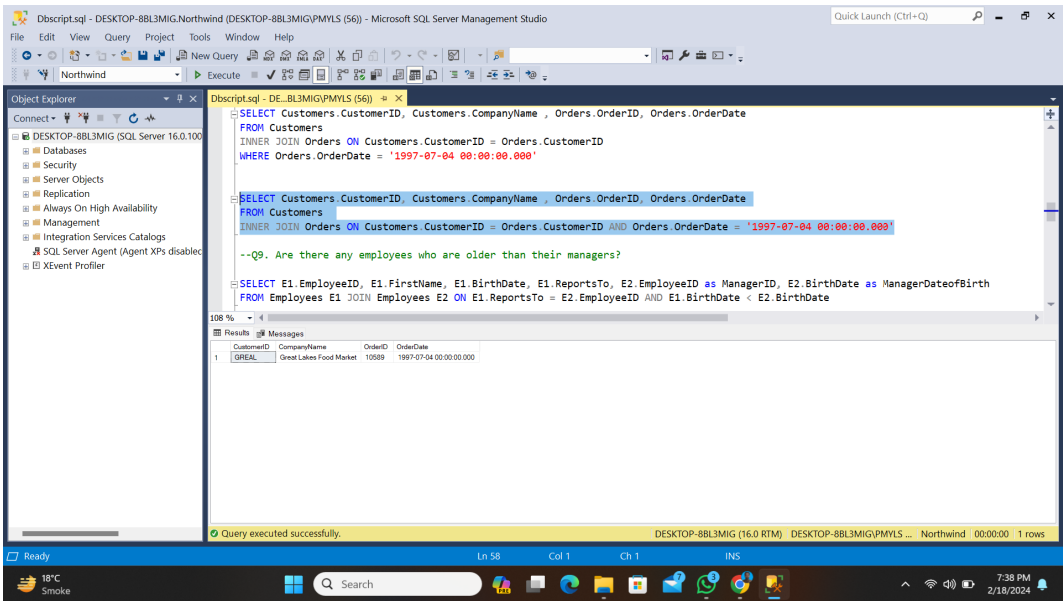 Dbscript.sql - DESKTOP-8BL3MIG.Northwind (DESKTOP-8BL3MIG\PMYLS (56)) - Microsoft SQL Server Management Studio
Quick Launch (Ctrl+Q)
File Edit View Query Project Tools Window Help
New Query
Northwind
Execute
Object Explorer
Dbscript.sql - DE...BL3MIG\PMYLS (56))
Connect
DESKTOP-8BL3MIG (SQL Server 16.0.100
Databases
Security
Server Objects
Replication
Always On High Availability
Management
Integration Services Catalogs
SQL Server Agent (Agent XPs disablec
XEvent Profiler
SELECT Customers.CustomerID, Customers.CompanyName , Orders.OrderID, Orders.OrderDate
FROM Customers
INNER JOIN Orders ON Customers.CustomerID = Orders.CustomerID
WHERE Orders.OrderDate = '1997-07-04 00:00:00.000'
SELECT Customers.CustomerID, Customers.CompanyName , Orders.OrderID, Orders.OrderDate
FROM Customers
INNER JOIN Orders ON Customers.CustomerID = Orders.CustomerID AND Orders.OrderDate = '1997-07-04 00:00:00.000'
--Q9. Are there any employees who are older than their managers?
SELECT E1.EmployeeID, E1.FirstName, E1.BirthDate, E1.ReportsTo, E2.EmployeeID as ManagerID, E2.BirthDate as ManagerDateofBirth
FROM Employees E1 JOIN Employees E2 ON E1.ReportsTo = E2.EmployeeID AND E1.BirthDate < E2.BirthDate
108 %
Results Messages
CustomerID CompanyName OrderID OrderDate
1 GREAL Great Lakes Food Market 10589 1997-07-04 00:00:00.000
Query executed successfully.
DESKTOP-8BL3MIG (16.0 RTM) DESKTOP-8BL3MIG\PMYLS ... Northwind 00:00:00 1 rows
Ready Ln 58 Col 1 Ch 1 INS
18°C
Smoke
Search
7:38 PM
2/18/2024